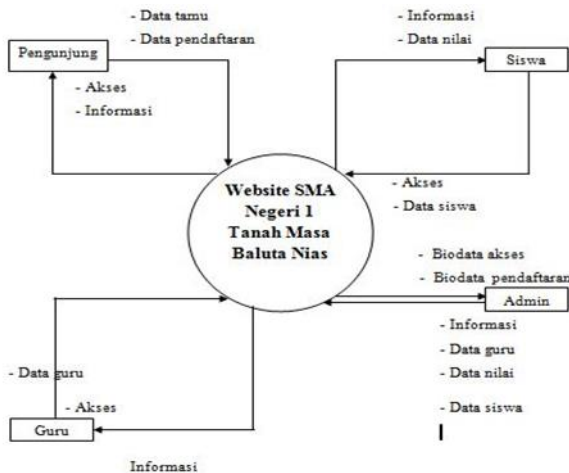 - Data tamu
- Data pendaftaran
Pengunjung
- Akses
- Informasi
- Informasi
- Data nilai
Siswa
- Akses
- Data siswa
Website SMA
Negeri 1
Tanah Masa
Baluta Nias
- Biodata akses
- Biodata pendaftaran
Admin
- Informasi
- Data guru
- Data nilai
- Data siswa
- Data guru
- Akses
Guru
Informasi